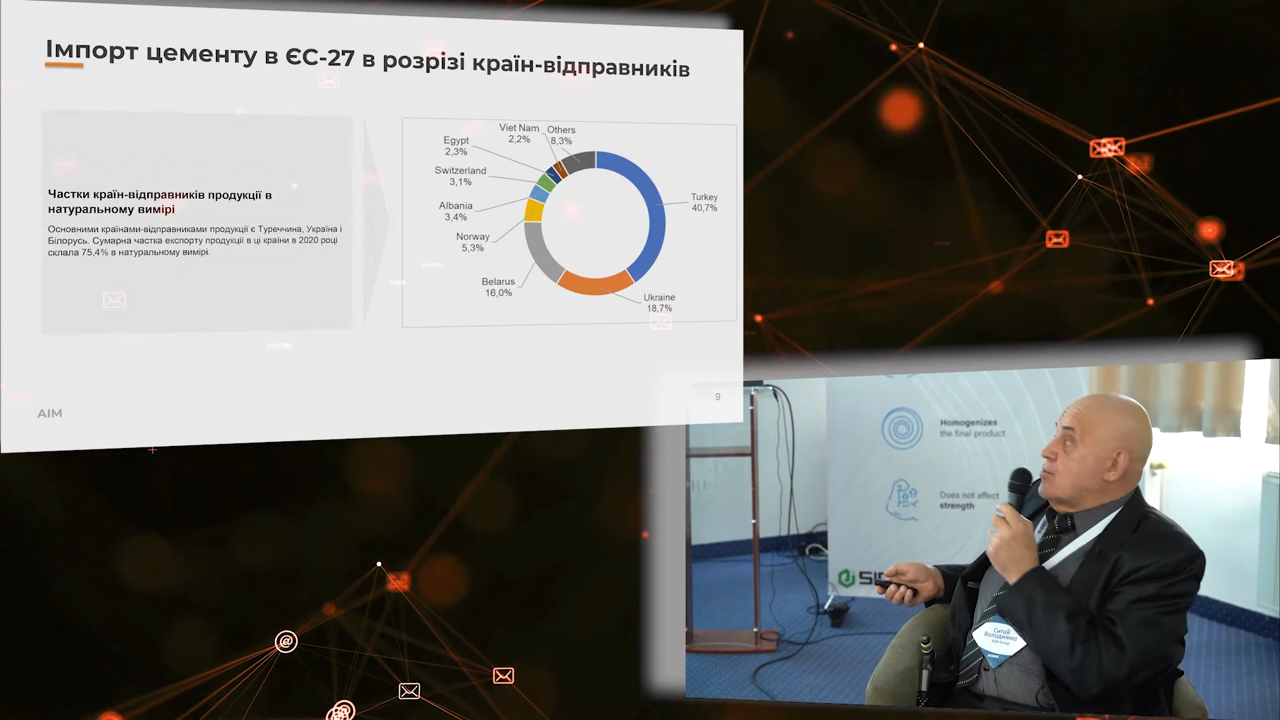 Імпорт цементу в ЄС-27 в розрізі країн-відправників
Частки країн-відправників продукції в
натуральному вимірі
Основними країнами-відправниками продукції є Туреччина, Україна і
Білорусь. Сумарна частка експорту продукції в ці країни в 2020 році
склала 75,4% в натуральному вимірі.
Viet Nam
2,2%
Others
8,3%
Egypt
2,3%
Switzerland
3,1%
Albania
3,4%
Norway
5,3%
Belarus
16,0%
Turkey
40,7%
Ukraine
18,7%
AIM
9
Homogenizes
the final product
Does not affect
strength
Ситай
Володимир